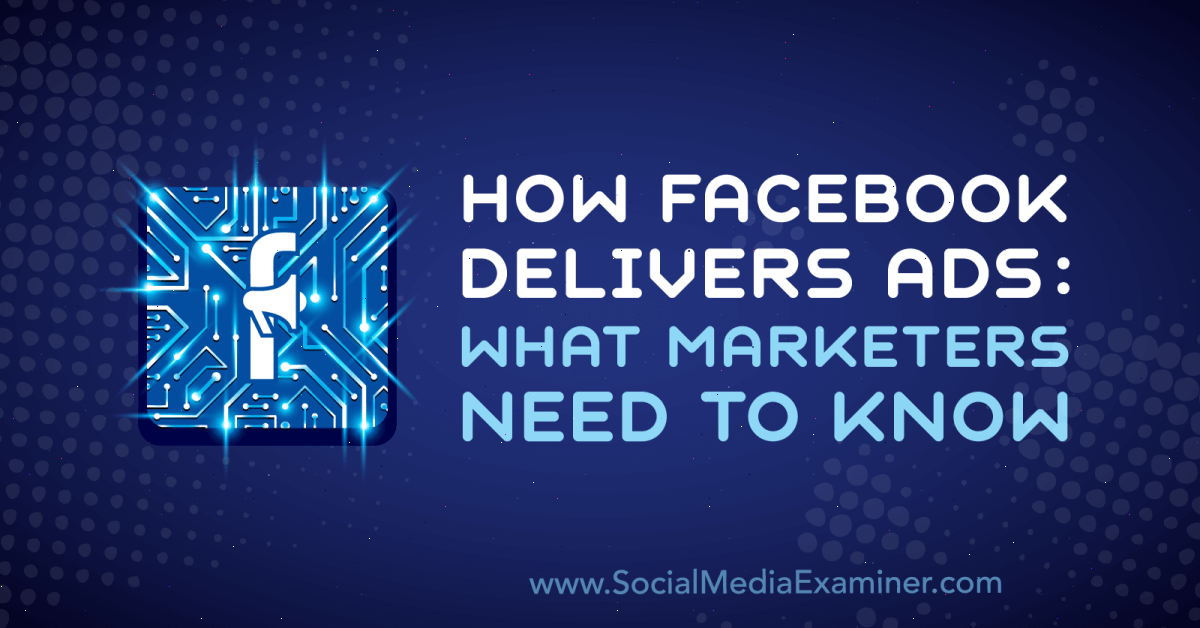 HOW FACEBOOK
DELIVERS ADS:
WHAT MARKETERS
NEED TO KNOW
www.SocialMediaExaminer.com